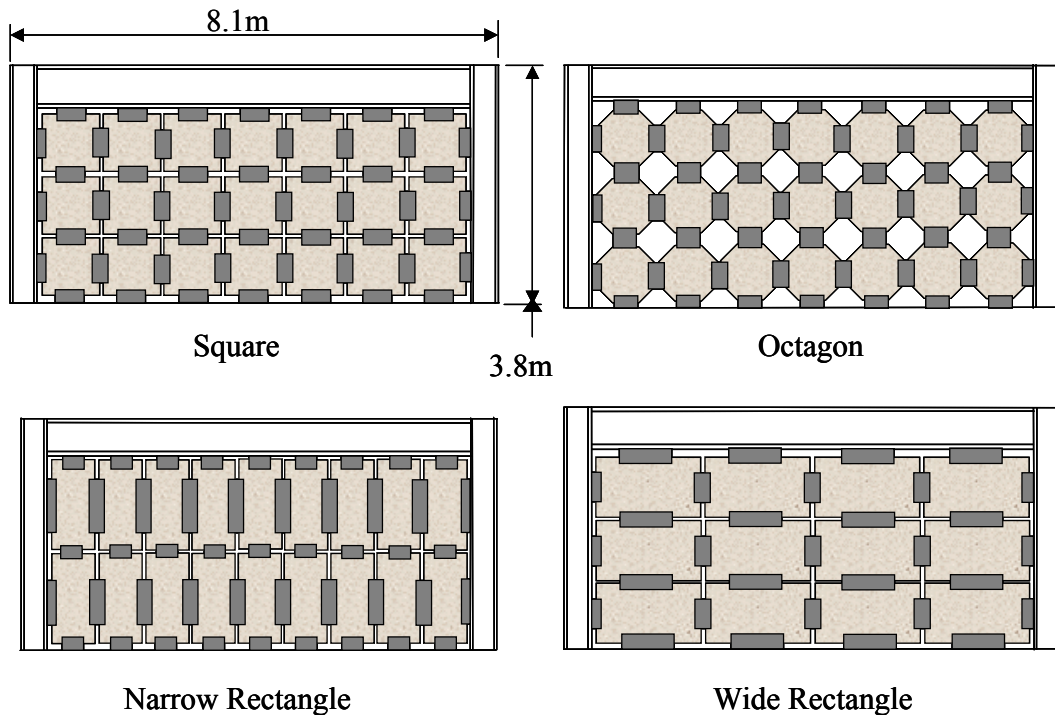 8.1m
Square
Octagon
3.8m
Narrow Rectangle
Wide Rectangle